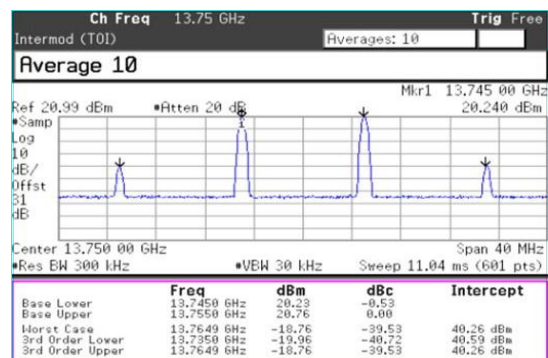 Ch Freq 13.75 GHz Trig Free
Intermod (TOI) Averages: 10
Average 10
Mkr1 13.745 00 GHz
Ref 20.99 dBm #Atten 20 dB 20.240 dBm
#Samp
Log
10
dB/
Offst
31
dB
1
Center 13.750 00 GHz Span 40 MHz
#Res BW 300 kHz #VBW 30 kHz Sweep 11.04 ms (601 pts)
Freq dBm dBc Intercept
Base Lower 13.7450 GHz 20.23 -0.53
Base Upper 13.7550 GHz 20.76 0.00
Worst Case 13.7649 GHz -18.76 -39.53 40.26 dBm
3rd Order Lower 13.7350 GHz -19.96 -40.72 40.59 dBm
3rd Order Upper 13.7649 GHz -18.76 -39.53 40.26 dBm